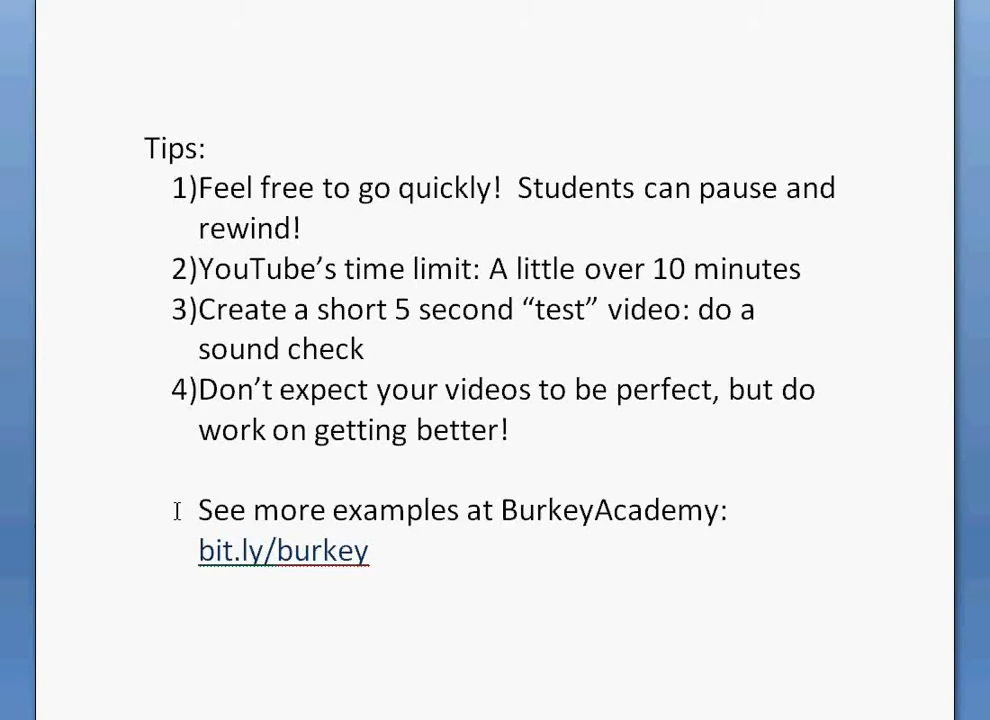 Tips:
1)Feel free to go quickly!  Students can pause and
rewind!
2)YouTube’s time limit: A little over 10 minutes
3)Create a short 5 second “test” video: do a
sound check
4)Don’t expect your videos to be perfect, but do
work on getting better!
See more examples at BurkeyAcademy:
bit.ly/burkey